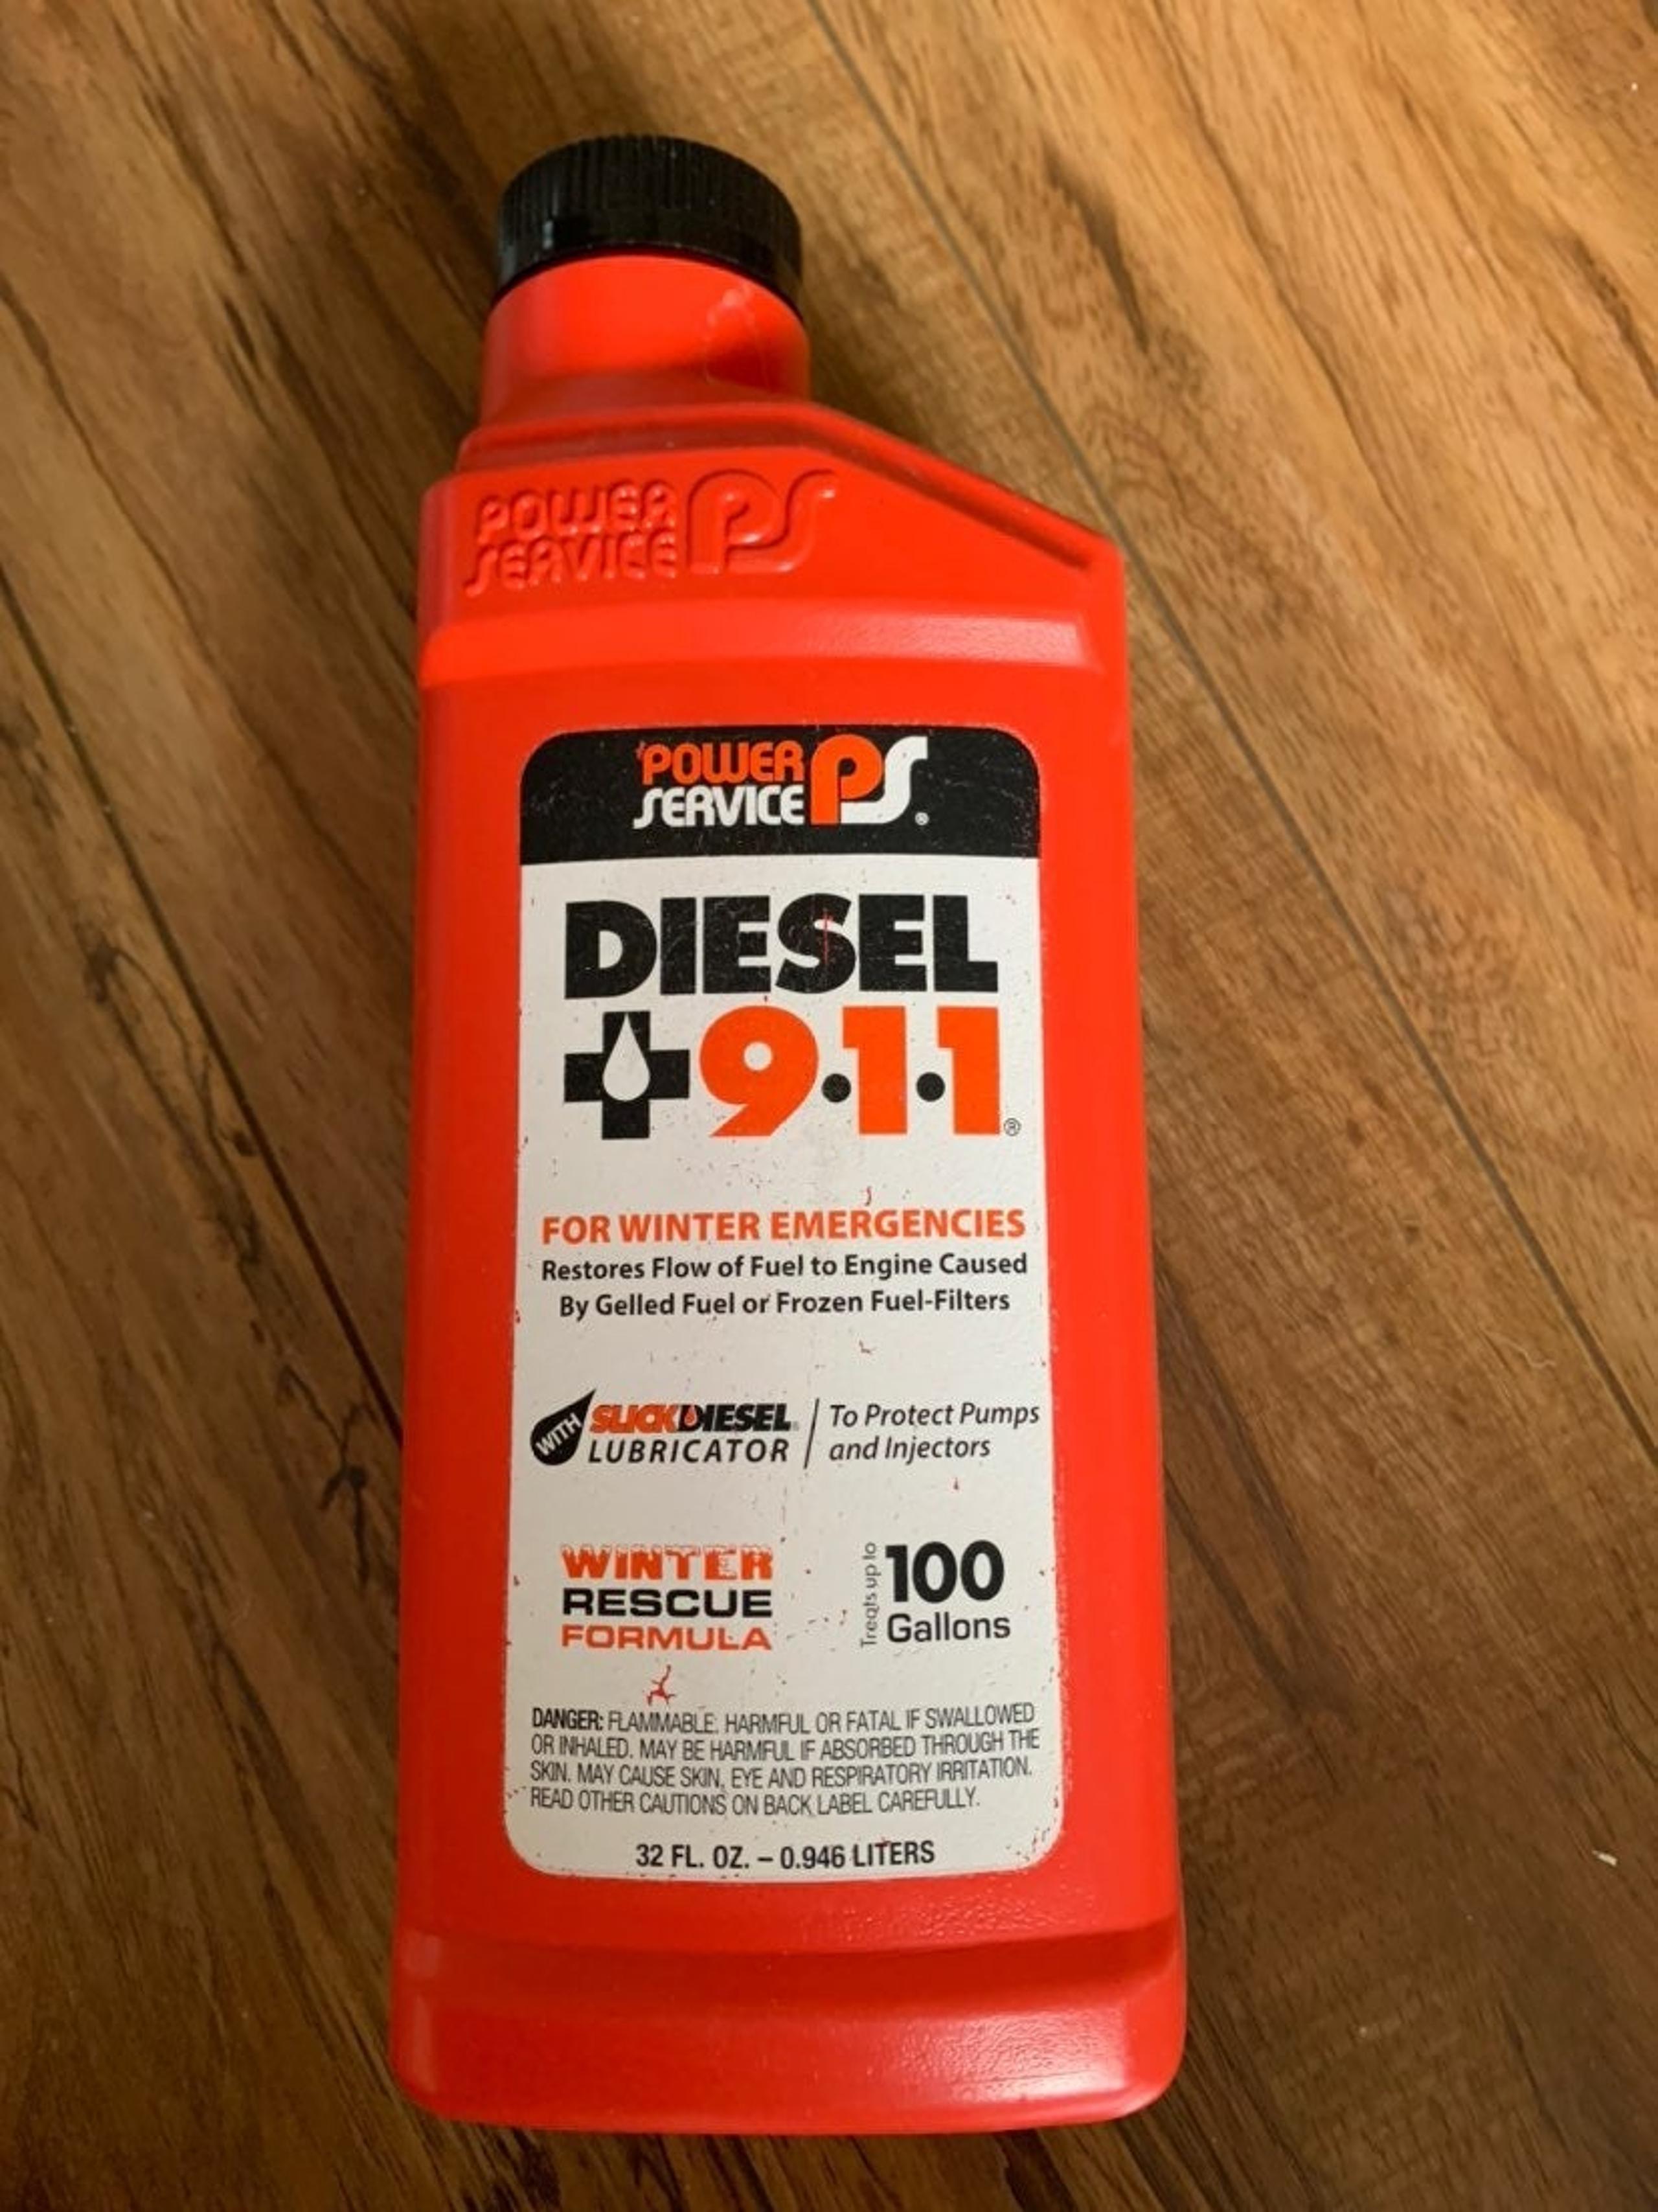 POWER
SERVICE PS
POWER
SERVICE PS®
DIESEL
9·1·1®
FOR WINTER EMERGENCIES
Restores Flow of Fuel to Engine Caused
By Gelled Fuel or Frozen Fuel-Filters
WITH SLICKDIESEL
LUBRICATOR
To Protect Pumps
and Injectors
WINTER
RESCUE
FORMULA
Treats up to
100
Gallons
DANGER: FLAMMABLE. HARMFUL OR FATAL IF SWALLOWED
OR INHALED. MAY BE HARMFUL IF ABSORBED THROUGH THE
SKIN. MAY CAUSE SKIN, EYE AND RESPIRATORY IRRITATION.
READ OTHER CAUTIONS ON BACK LABEL CAREFULLY.
32 FL. OZ. – 0.946 LITERS